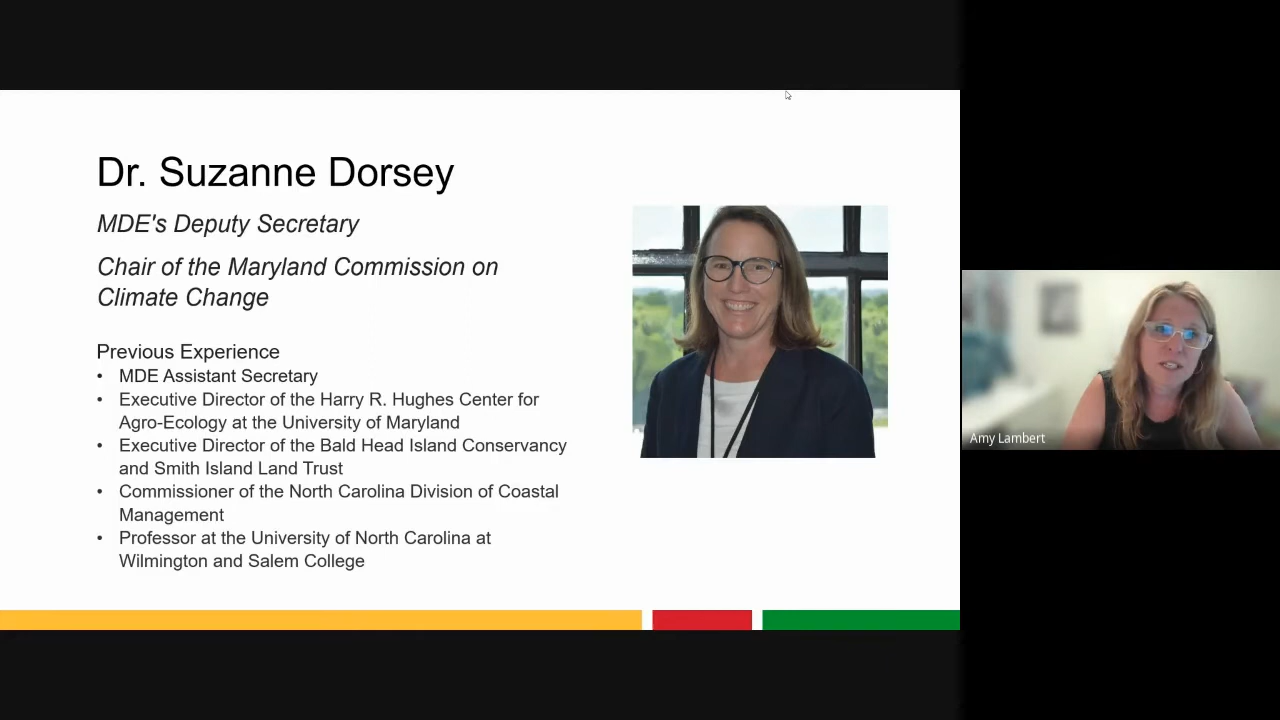 Dr. Suzanne Dorsey
MDE's Deputy Secretary
Chair of the Maryland Commission on
Climate Change
Previous Experience
• MDE Assistant Secretary
• Executive Director of the Harry R. Hughes Center for
Agro-Ecology at the University of Maryland
• Executive Director of the Bald Head Island Conservancy
and Smith Island Land Trust
• Commissioner of the North Carolina Division of Coastal
Management
• Professor at the University of North Carolina at
Wilmington and Salem College
Amy Lambert